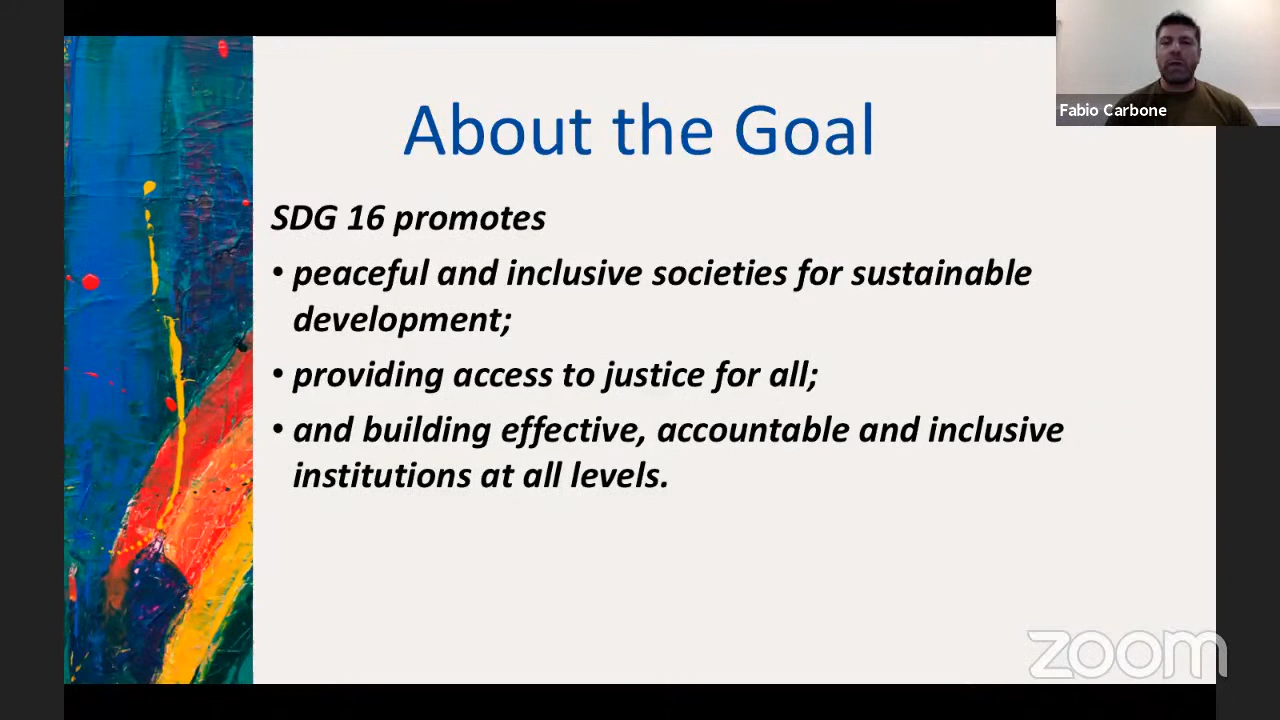 Fabio Carbone
About the Goal
SDG 16 promotes
• peaceful and inclusive societies for sustainable
development;
• providing access to justice for all;
• and building effective, accountable and inclusive
institutions at all levels.
zoom